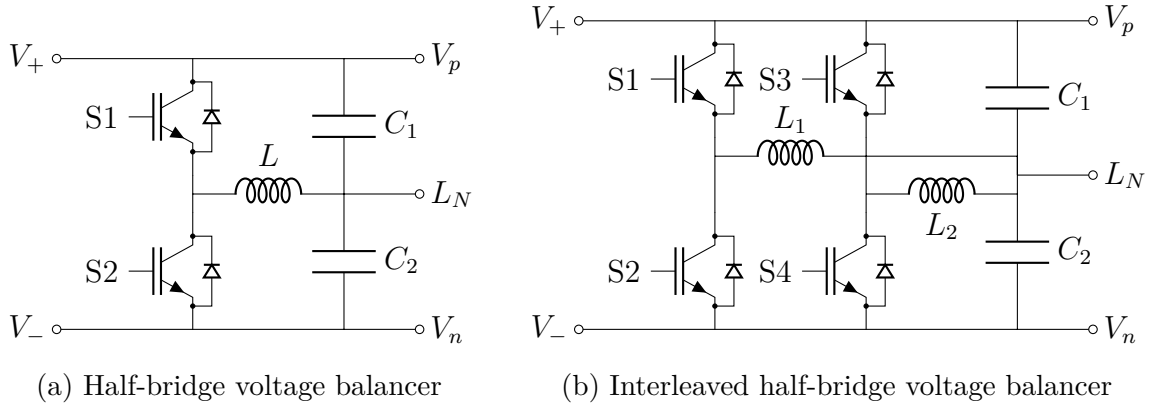 V+
Vp
S1
C1
L
LN
S2
C2
V−
Vn
(a) Half-bridge voltage balancer
V+
Vp
S1
S3
C1
L1
LN
L2
S2
S4
C2
V−
Vn
(b) Interleaved half-bridge voltage balancer